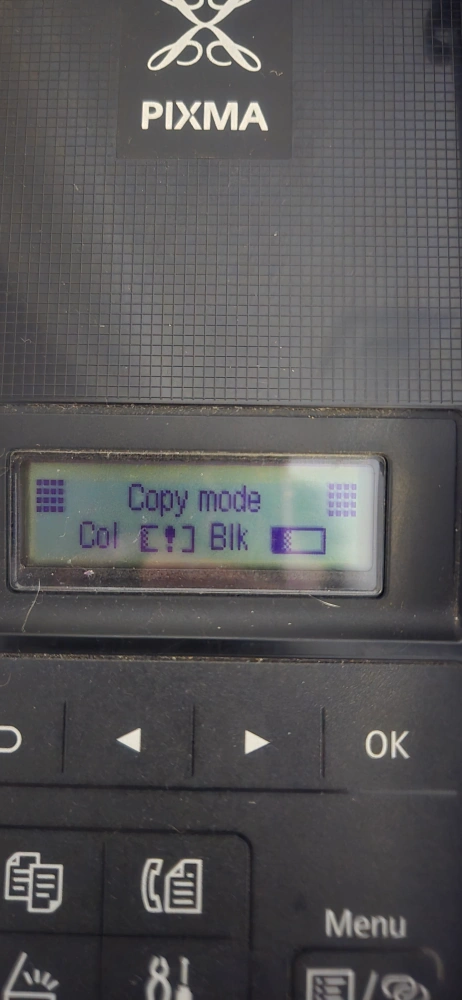 PIXMA
Copy mode
Col [!] Blk
OK
Menu